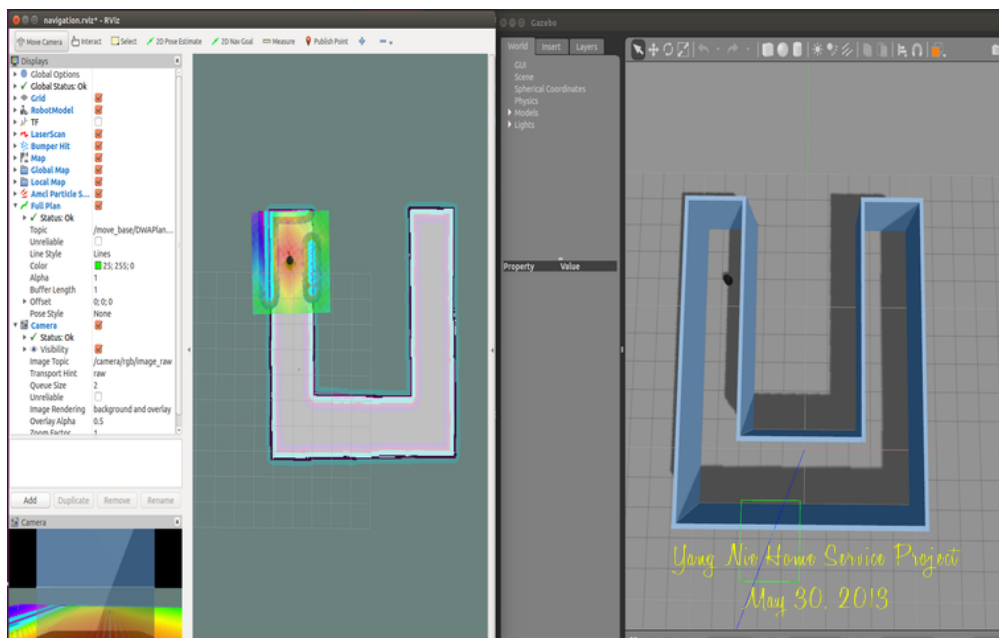 navigation.rviz* - RViz
Move Camera
Interact
Select
2D Pose Estimate
2D Nav Goal
Measure
Publish Point
Displays
Global Options
Global Status: Ok
Grid
RobotModel
TF
LaserScan
Bumper Hit
Map
Global Map
Local Map
Amcl Particle S...
Full Plan
Status: Ok
Topic /move_base/DWAPlan...
Unreliable
Line Style Lines
Color 25; 255; 0
Alpha 1
Buffer Length 1
Offset 0; 0; 0
Pose Style None
Camera
Status: Ok
Visibility
Image Topic /camera/rgb/image_raw
Transport Hint raw
Queue Size 2
Unreliable
Image Rendering background and overlay
Overlay Alpha 0.5
Zoom Factor 1
Add Duplicate Remove Rename
Camera
Gazebo
World Insert Layers
GUI
Scene
Spherical Coordinates
Physics
Models
Lights
Property Value
Yang Nie Home Service Project
May 30, 2013